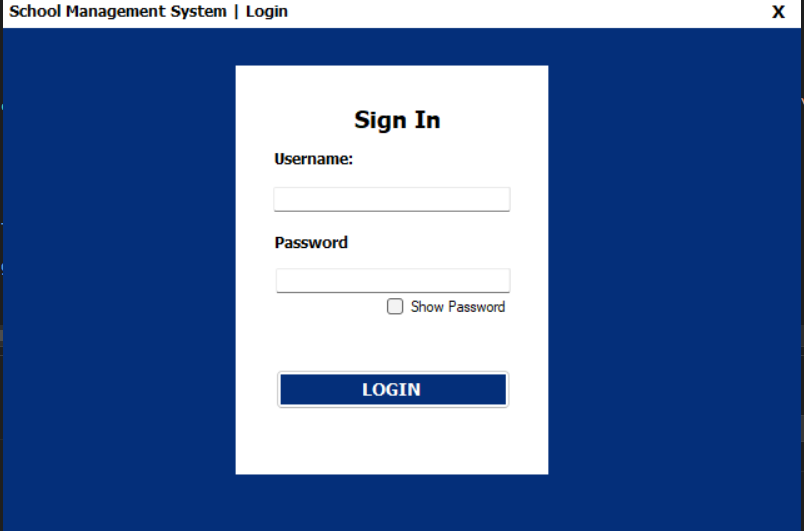 School Management System | Login X
Sign In
Username:
Password
Show Password
LOGIN